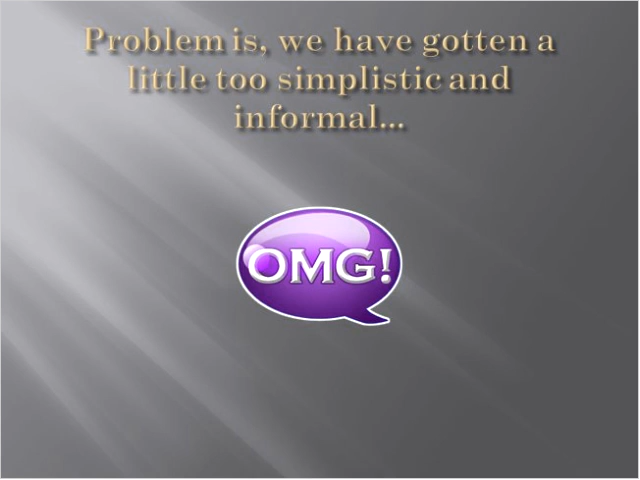 Problem is, we have gotten a
little too simplistic and
informal...
OMG!